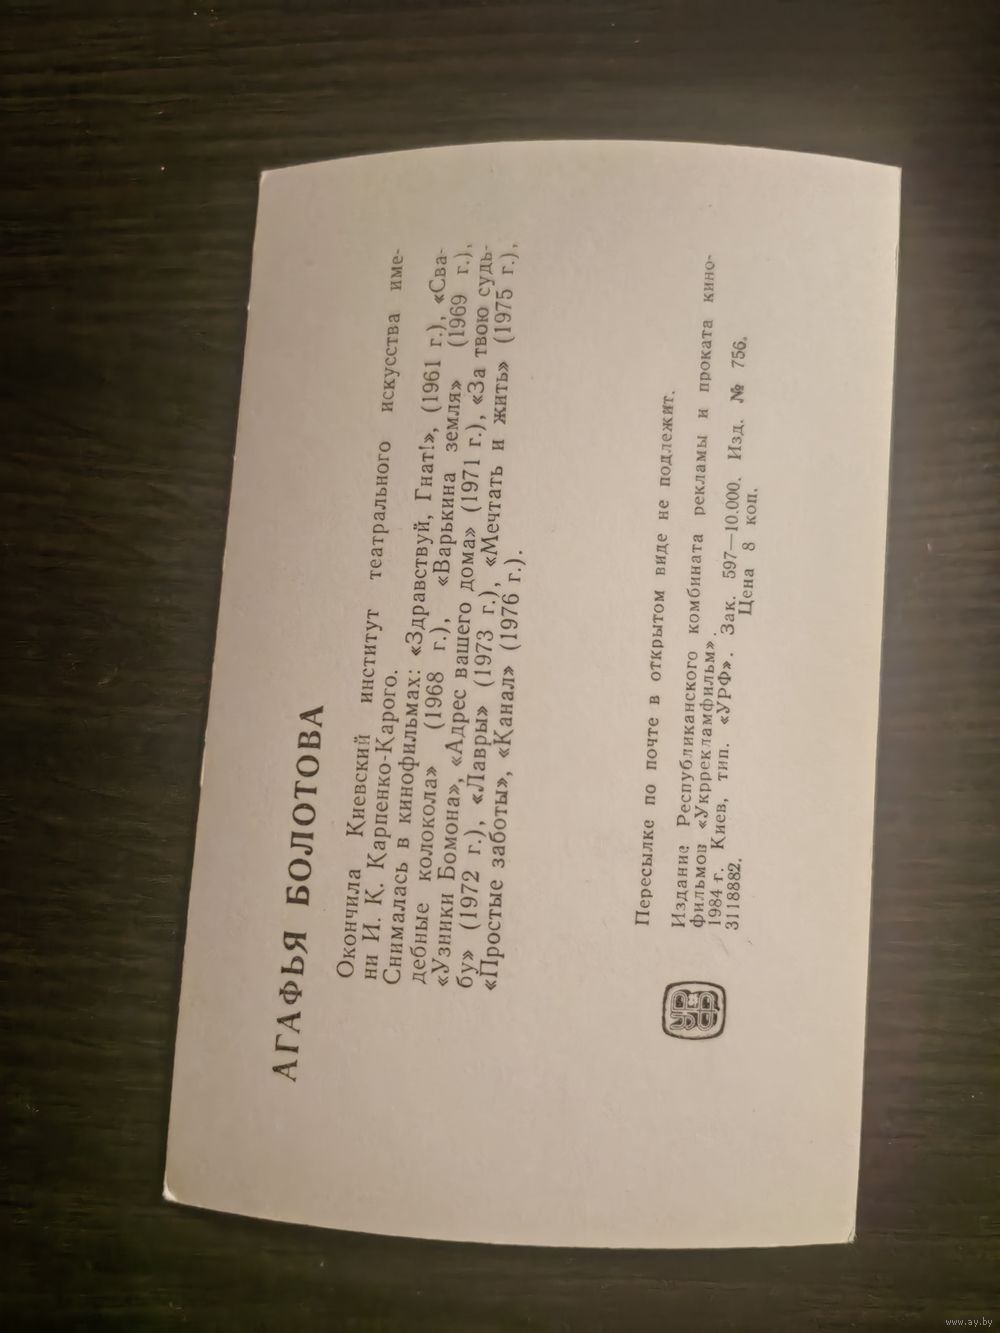 АГАФЬЯ БОЛОТОВА
Окончила Киевский институт театрального искусства име-
ни И. К. Карпенко-Карого.
Снималась в кинофильмах: «Здравствуй, Гнат!», (1961 г.), «Сва-
дебные колокола» (1968 г.), «Варькина земля» (1969 г.),
«Узники Бомона», «Адрес вашего дома» (1971 г.), «За твою судь-
бу» (1972 г.), «Лавры» (1973 г.), «Мечтать и жить» (1975 г.),
«Простые заботы», «Канал» (1976 г.).
Пересылке по почте в открытом виде не подлежит.
Издание Республиканского комбината рекламы и проката кино-
фильмов «Укррекламфильм».
1984 г. Киев, тип. «УРФ». Зак. 597—10.000. Изд. № 756.
3118882. Цена 8 коп.
www.ay.by